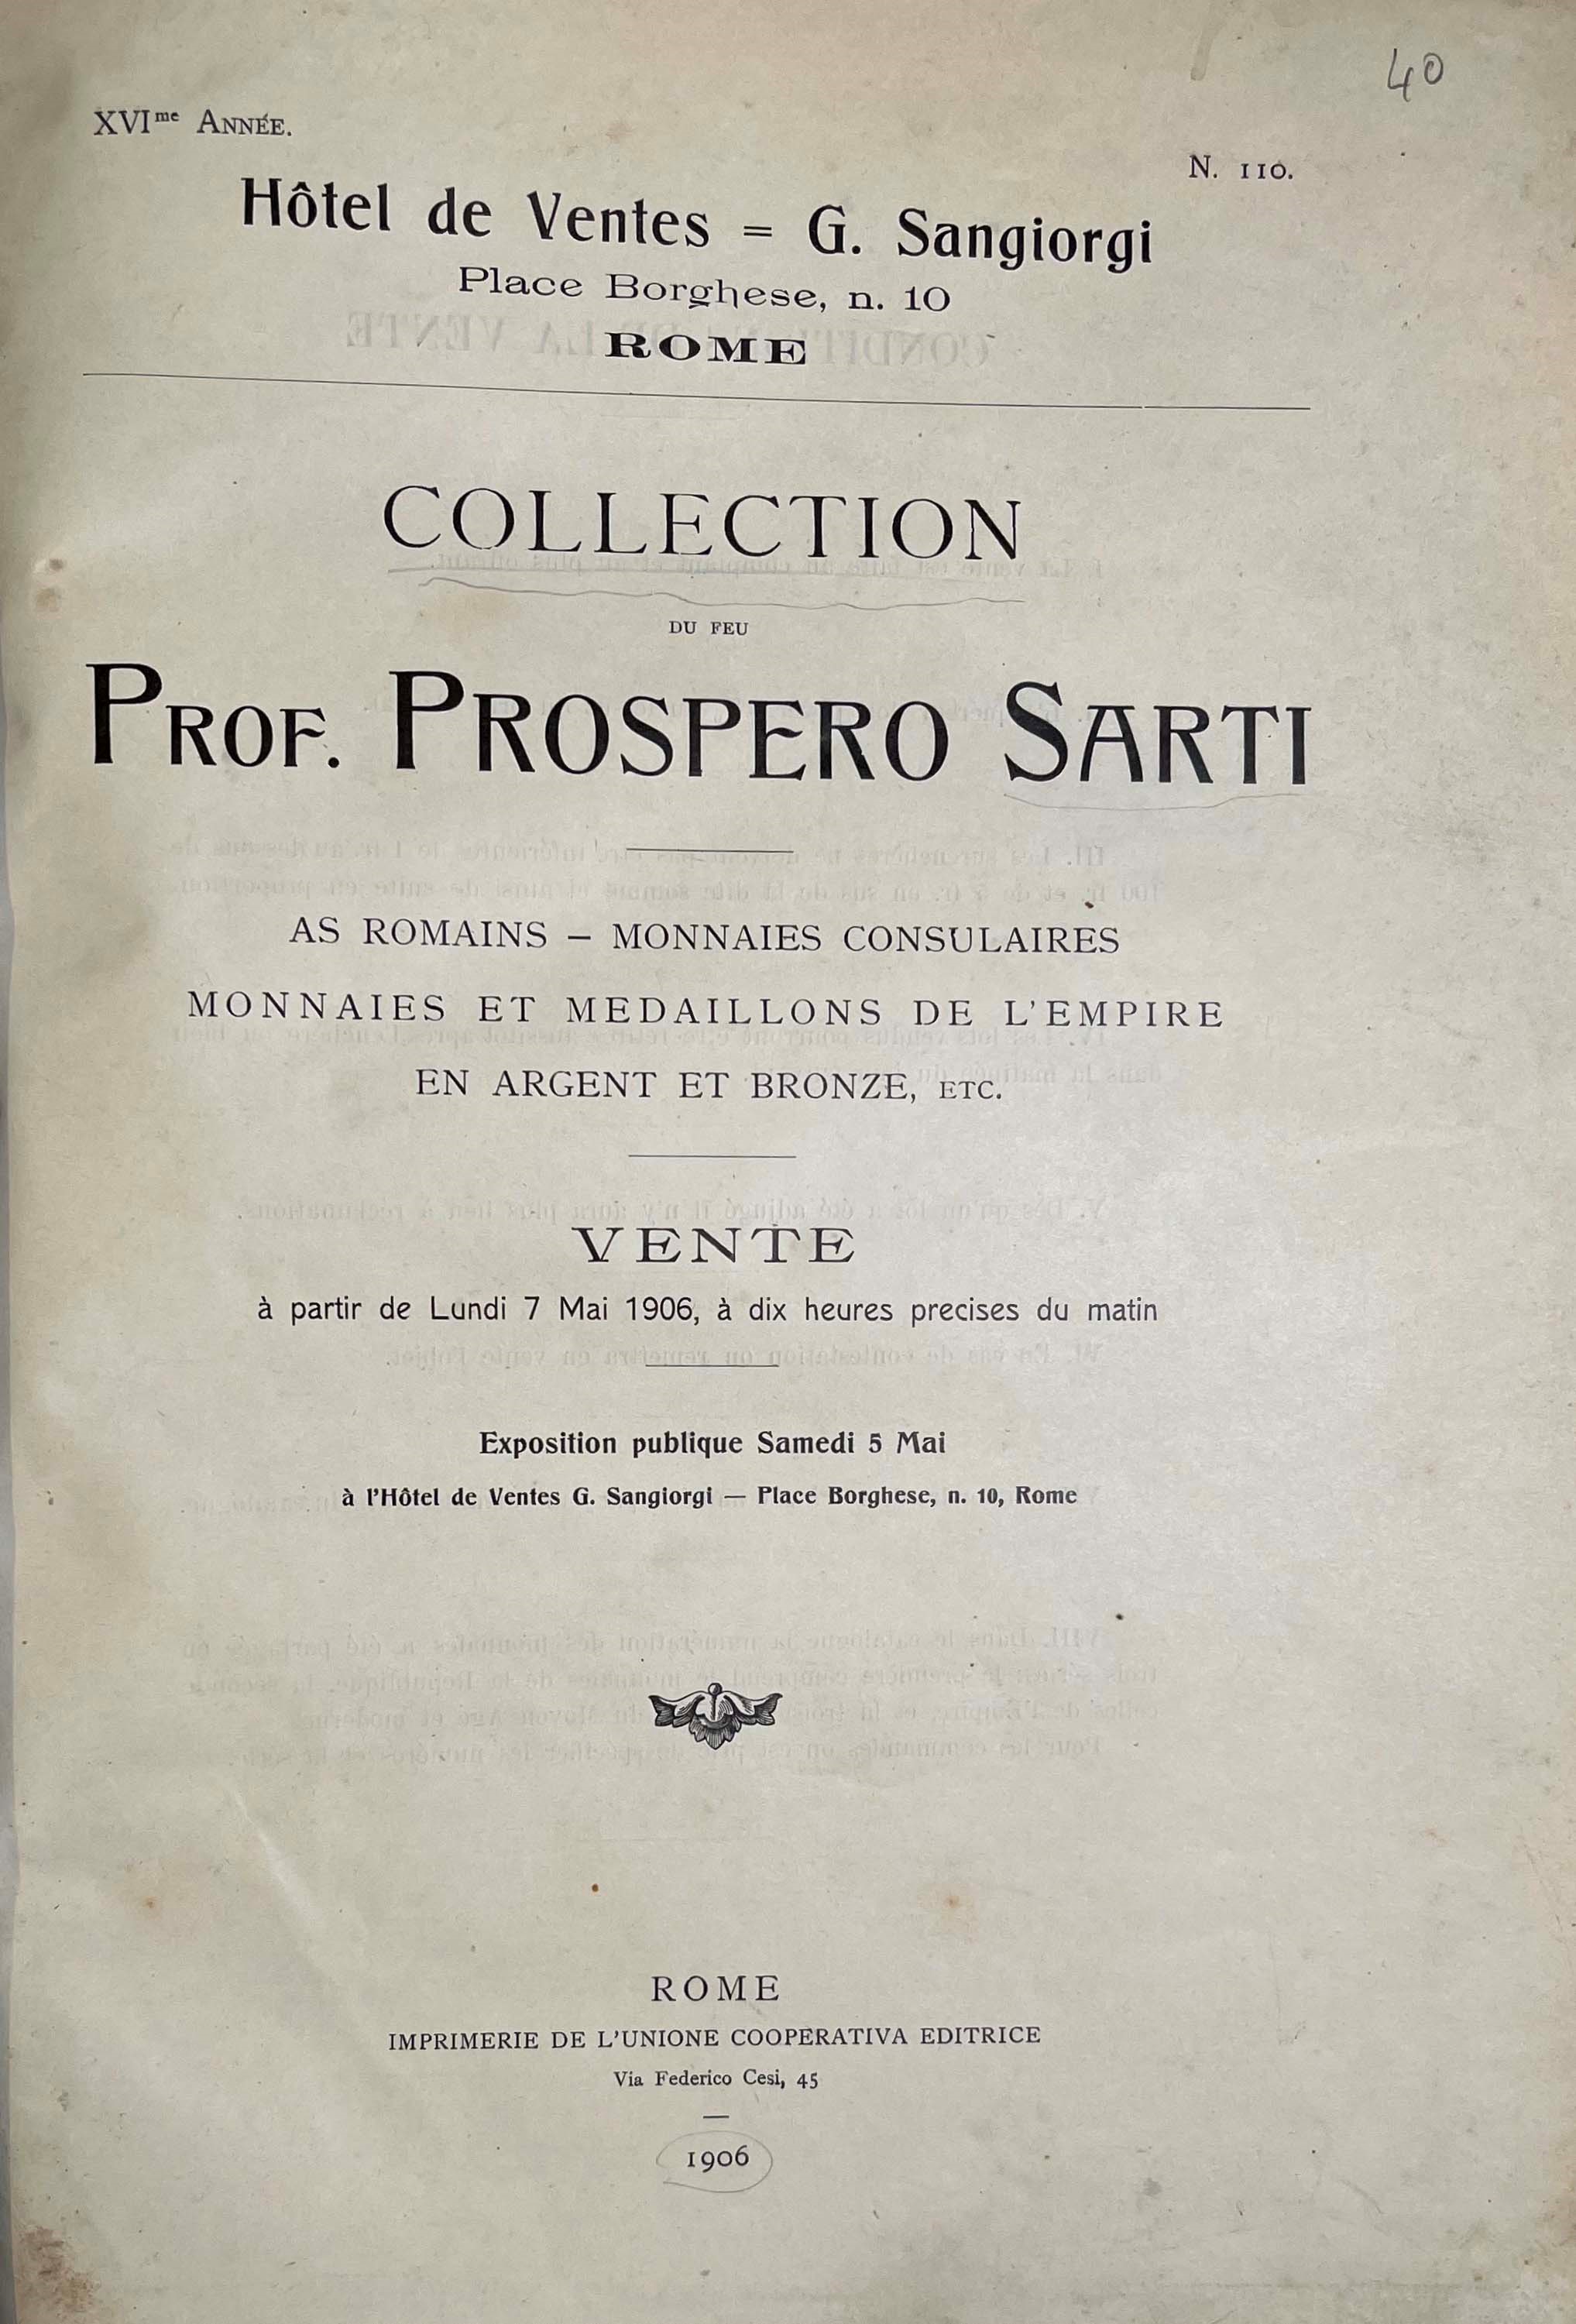 40
XVIme ANNÉE.
N. 110.
Hôtel de Ventes = G. Sangiorgi
Place Borghese, n. 10
ROME
COLLECTION
DU FEU
PROF. PROSPERO SARTI
AS ROMAINS – MONNAIES CONSULAIRES
MONNAIES ET MEDAILLONS DE L'EMPIRE
EN ARGENT ET BRONZE, ETC.
VENTE
à partir de Lundi 7 Mai 1906, à dix heures precises du matin
Exposition publique Samedi 5 Mai
à l'Hôtel de Ventes G. Sangiorgi — Place Borghese, n. 10, Rome
ROME
IMPRIMERIE DE L'UNIONE COOPERATIVA EDITRICE
Via Federico Cesi, 45
1906